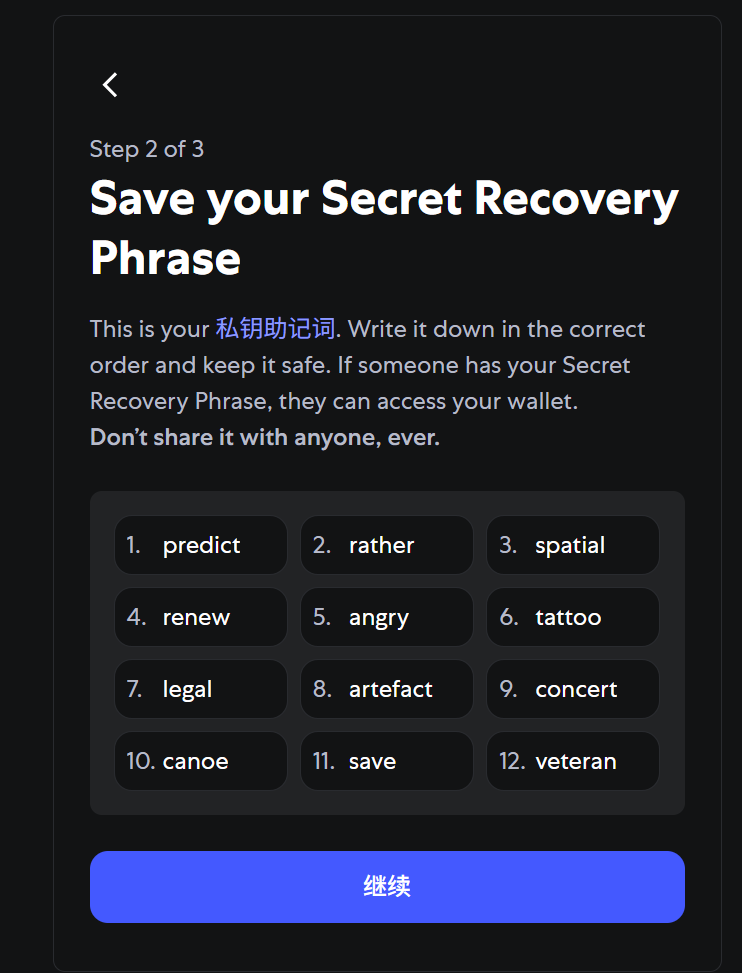 Step 2 of 3
Save your Secret Recovery
Phrase
This is your 私钥助记词. Write it down in the correct
order and keep it safe. If someone has your Secret
Recovery Phrase, they can access your wallet.
Don’t share it with anyone, ever.
1. predict 2. rather 3. spatial
4. renew 5. angry 6. tattoo
7. legal 8. artefact 9. concert
10. canoe 11. save 12. veteran
继续